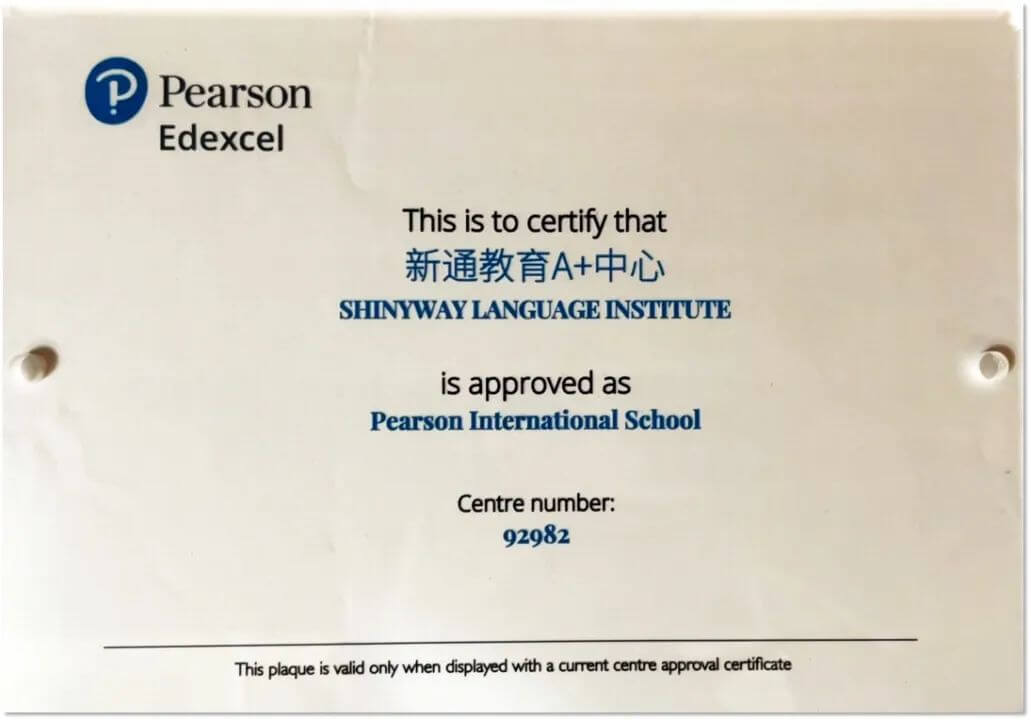 Pearson
Edexcel
This is to certify that
新通教育A+中心
SHINYWAY LANGUAGE INSTITUTE
is approved as
Pearson International School
Centre number:
92982
This plaque is valid only when displayed with a current centre approval certificate